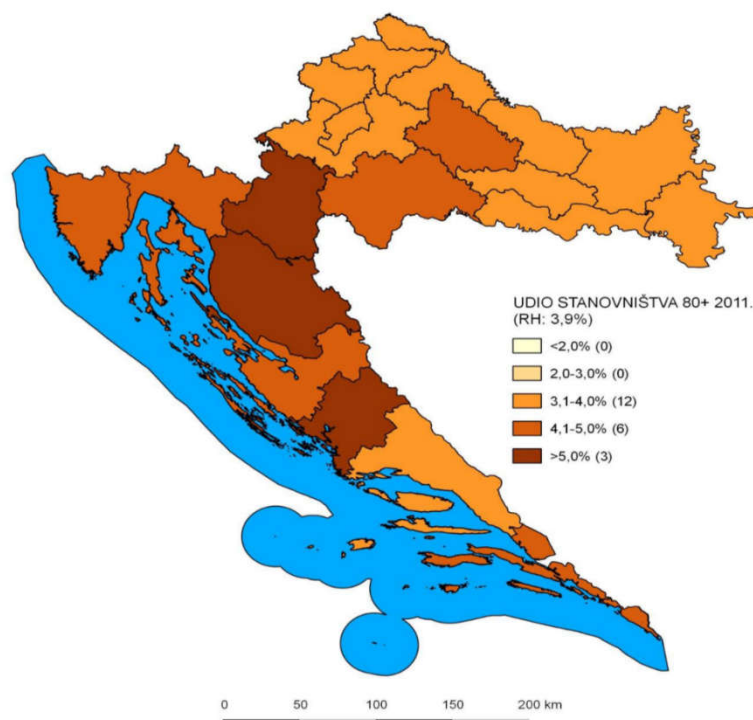 UDIO STANOVNIŠTVA 80+ 2011.
(RH: 3,9%)
<2,0% (0)
2,0-3,0% (0)
3,1-4,0% (12)
4,1-5,0% (6)
>5,0% (3)
0 50 100 150 200 km